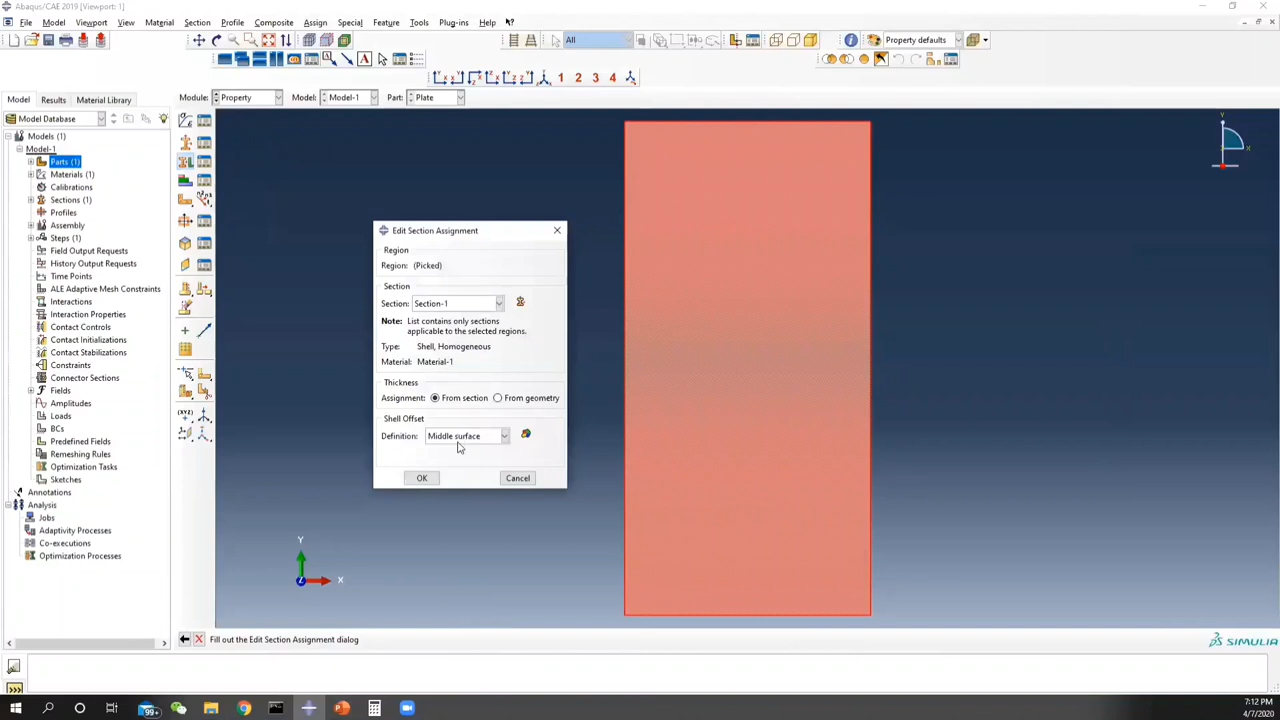 Abaqus/CAE 2019 [Viewport: 1]
File Model Viewport View Material Section Profile Composite Assign Special Feature Tools Plug-ins Help
All
Property defaults
1 2 3 4
Model Results Material Library
Module: Property Model: Model-1 Part: Plate
Model Database
Models (1)
Model-1
Parts (1)
Materials (1)
Calibrations
Sections (1)
Profiles
Assembly
Steps (1)
Field Output Requests
History Output Requests
Time Points
ALE Adaptive Mesh Constraints
Interactions
Interaction Properties
Contact Controls
Contact Initializations
Contact Stabilizations
Constraints
Connector Sections
Fields
Amplitudes
Loads
BCs
Predefined Fields
Remeshing Rules
Optimization Tasks
Sketches
Annotations
Analysis
Jobs
Adaptivity Processes
Co-executions
Optimization Processes
Edit Section Assignment
Region
Region: (Picked)
Section
Section: Section-1
Note: List contains only sections
applicable to the selected regions.
Type: Shell, Homogeneous
Material: Material-1
Thickness
Assignment: From section From geometry
Shell Offset
Definition: Middle surface
OK Cancel
Y
X
Z
Y
X
Fill out the Edit Section Assignment dialog
SIMULIA
99+
7:12 PM
4/7/2020